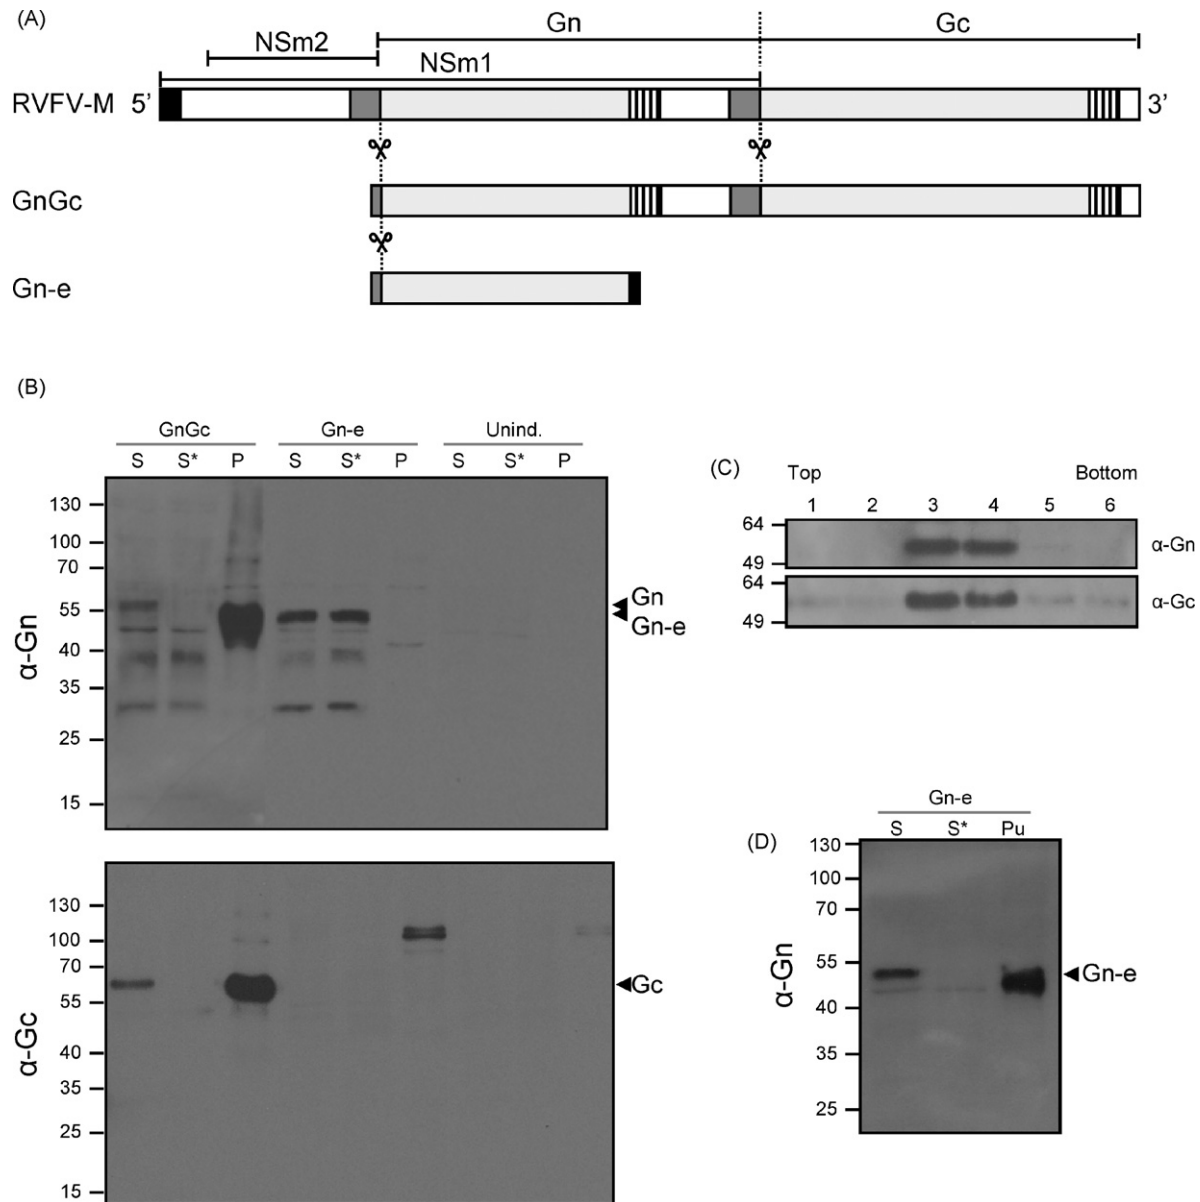 (A)
Gn Gc
NSm2
NSm1
RVFV-M 5' 3'
GnGc
Gn-e
(B)
GnGc Gn-e Unind.
S S* P S S* P S S* P
130
100
70
55
40
35
25
15
α-Gn
Gn
Gn-e
130
100
70
55
40
35
25
15
α-Gc
Gc
(C)
Top Bottom
1 2 3 4 5 6
64
49
α-Gn
64
49
α-Gc
(D)
Gn-e
S S* Pu
130
100
70
55
40
35
25
α-Gn
Gn-e